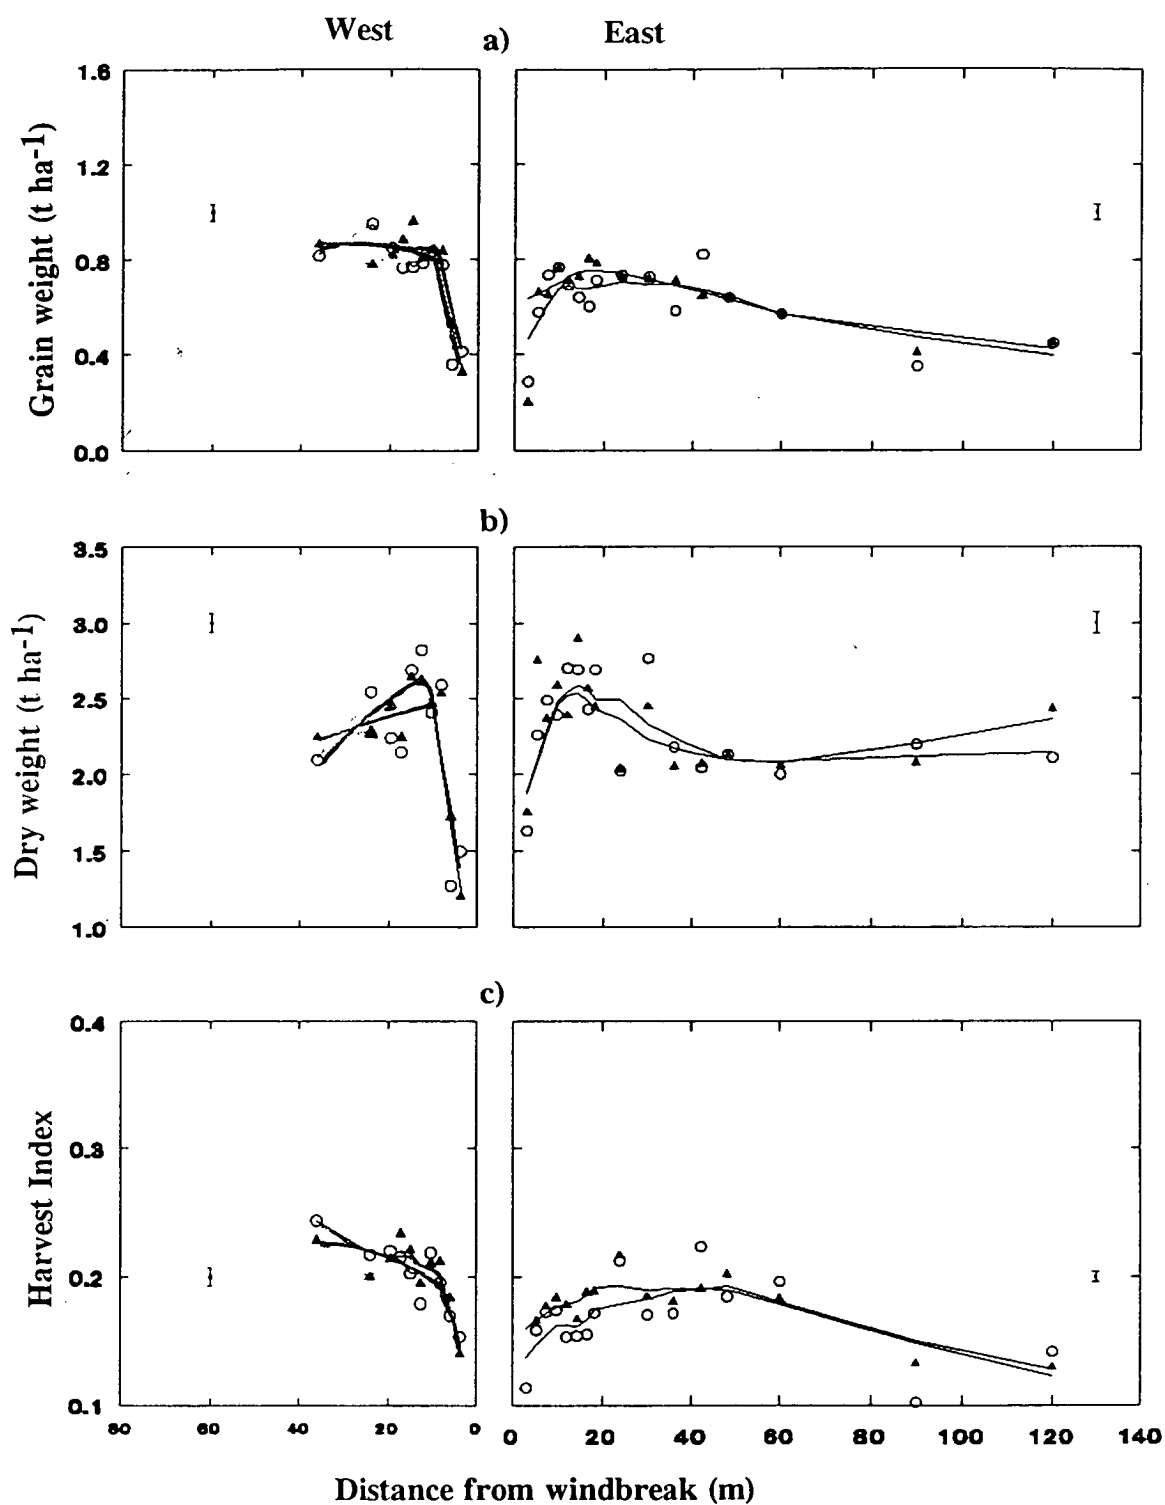 West
a)
East
1.6
1.2
0.8
0.4
0.0
Grain weight (t ha-1)
b)
3.5
3.0
2.5
2.0
1.5
1.0
Dry weight (t ha-1)
c)
0.4
0.3
0.2
0.1
Harvest Index
80 60 40 20 0
0 20 40 60 80 100 120 140
Distance from windbreak (m)